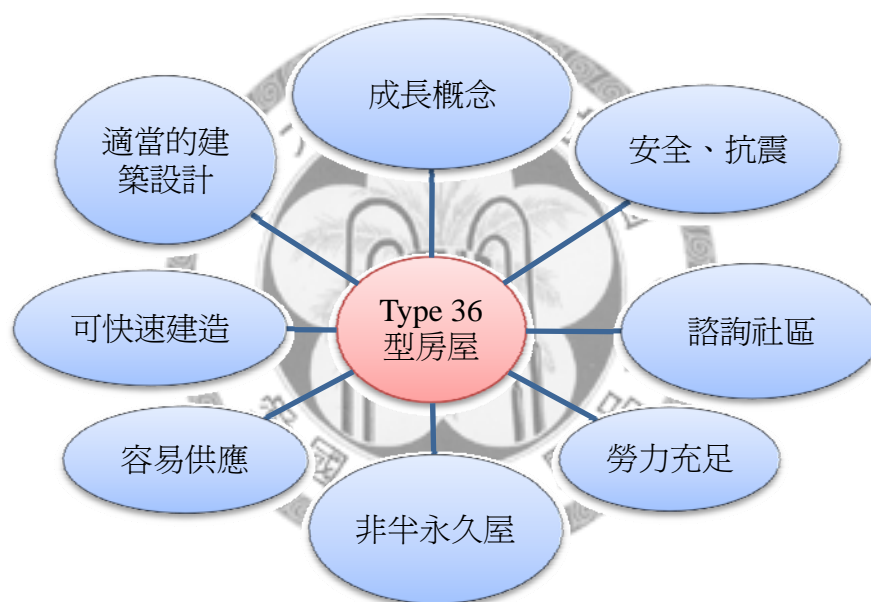 成長概念
適當的建
築設計
安全、抗震
Type 36
型房屋
可快速建造
諮詢社區
容易供應
勞力充足
非半永久屋